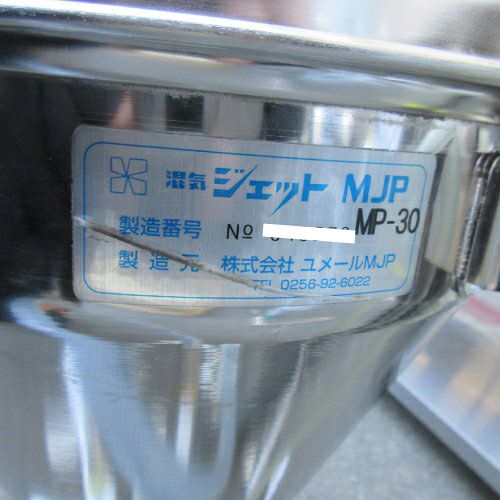 湿気 ジェット MJP
製造番号 No MP-30
製造元 株式会社 ユメールMJP
TEL 0256-92-6022